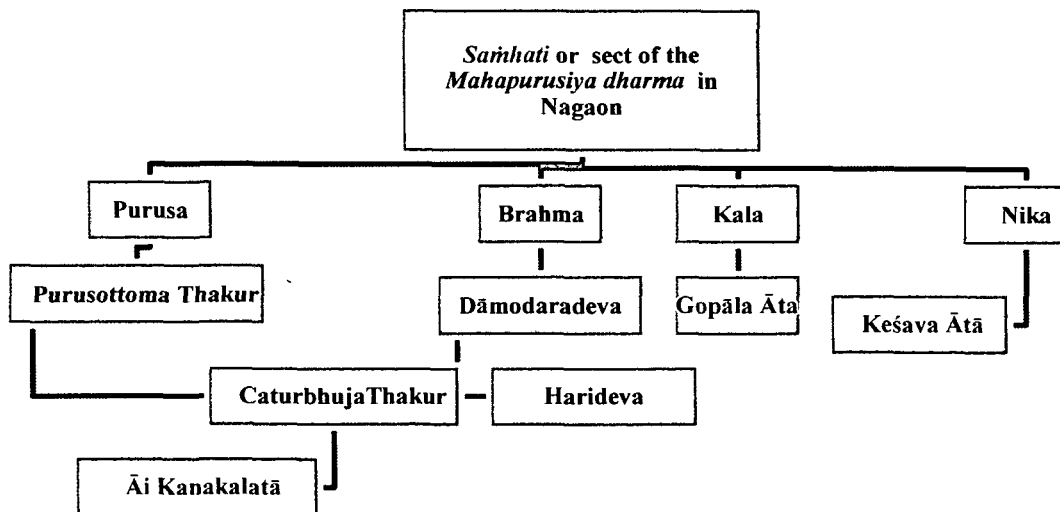 Saṁhati or sect of the
Mahapurusiya dharma in
Nagaon
Purusa
Brahma
Kala
Nika
Purusottoma Thakur
Dāmodaradeva
Gopāla Āta
Keśava Ātā
CaturbhujaThakur
Harideva
Āi Kanakalatā